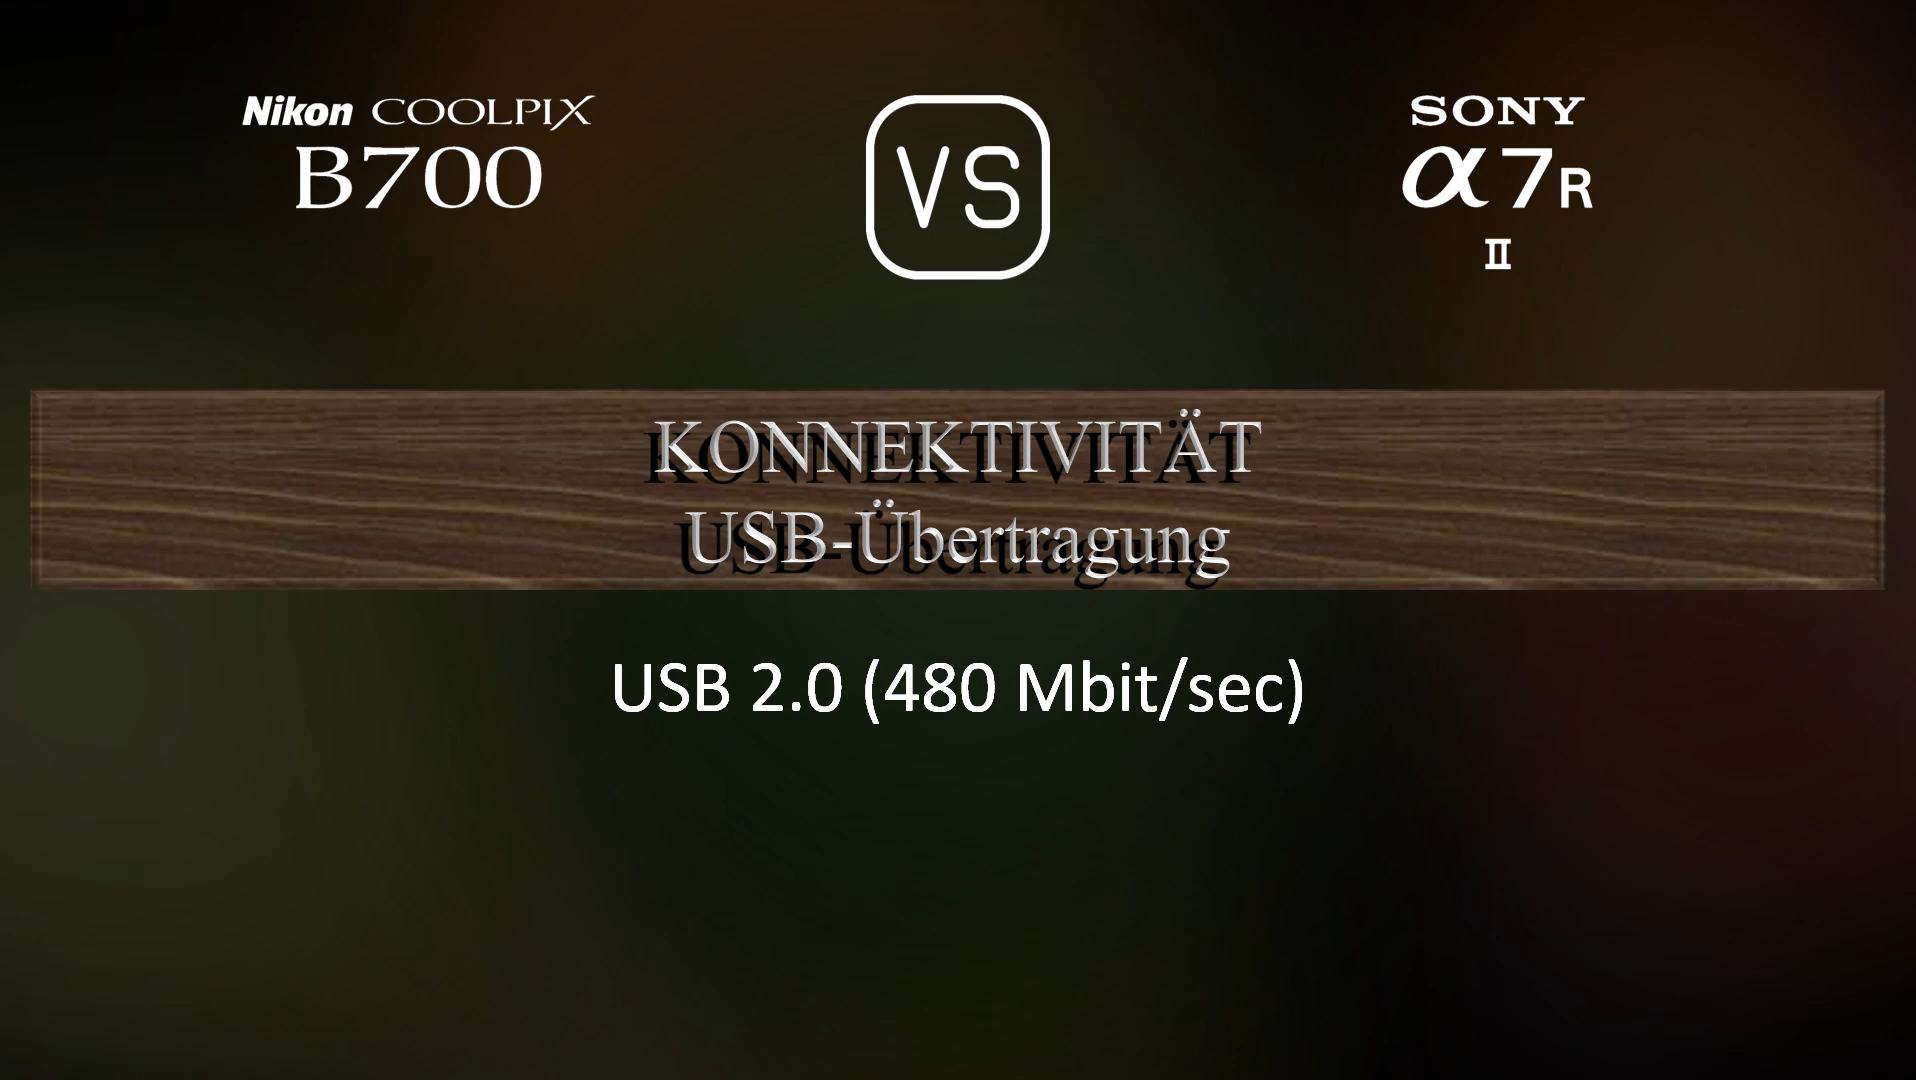 Nikon COOLPIX
B700
VS
SONY
α7R
II
KONNEKTIVITÄT
USB-Übertragung
USB 2.0 (480 Mbit/sec)